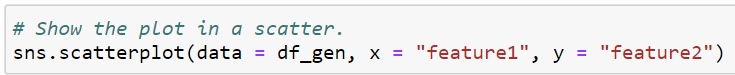 # Show the plot in a scatter.
sns.scatterplot(data = df_gen, x = "feature1", y = "feature2")